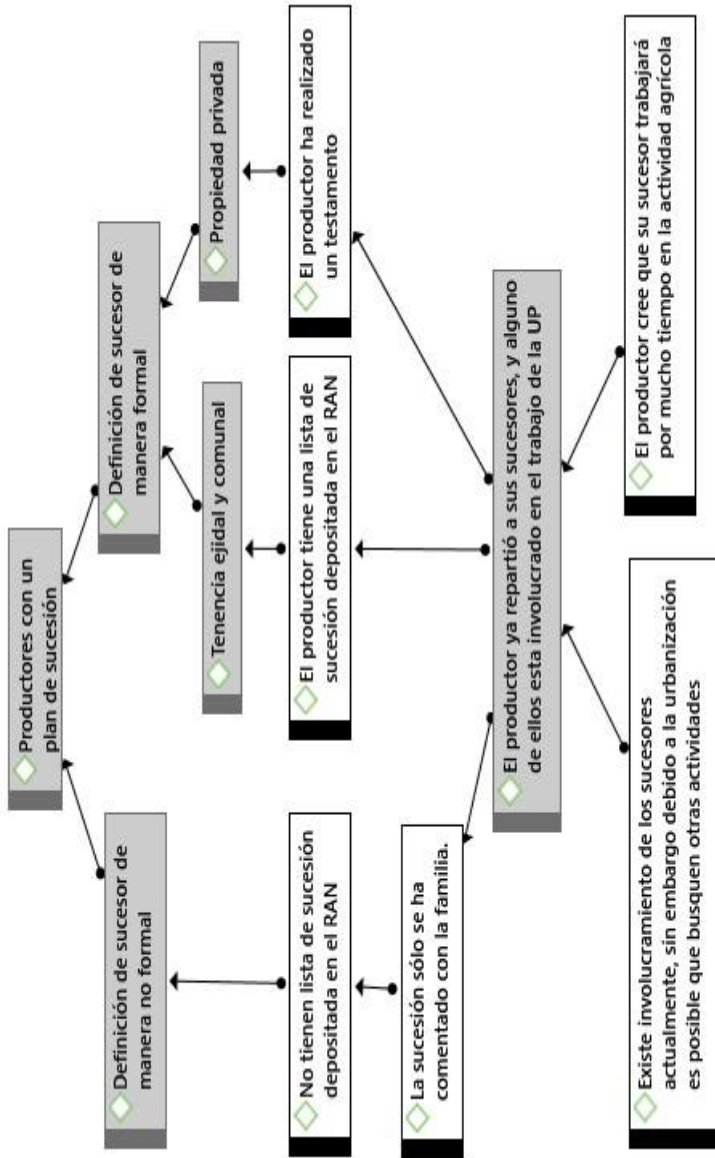 Productores con un
plan de sucesión
Definición de sucesor de
manera no formal
Definición de sucesor de
manera formal
Tenencia ejidal y comunal
Propiedad privada
No tienen lista de sucesión
depositada en el RAN
El productor tiene una lista de
sucesión depositada en el RAN
El productor ha realizado
un testamento
La sucesión sólo se ha
comentado con la familia.
El productor ya repartió a sus sucesores, y alguno
de ellos esta involucrado en el trabajo de la UP
Existe involucramiento de los sucesores
actualmente, sin embargo debido a la urbanización
es posible que busquen otras actividades
El productor cree que su sucesor trabajará
por mucho tiempo en la actividad agrícola